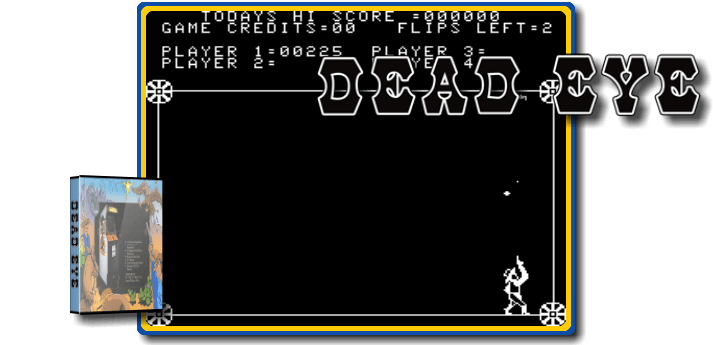 TODAYS HI SCORE =000000
GAME CREDITS=00 FLIPS LEFT=2
PLAYER 1=00225 PLAYER 3=
PLAYER 2=
DEAD EYE
DEAD EYE